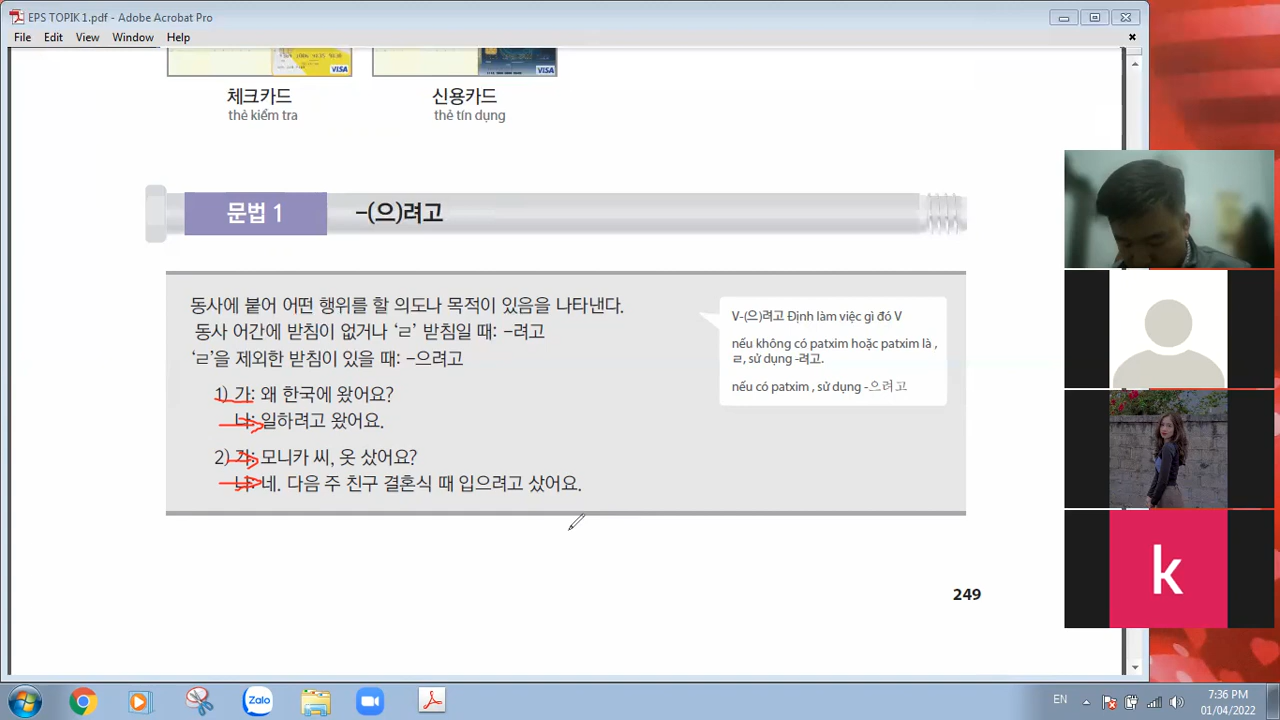 EPS TOPIK 1.pdf - Adobe Acrobat Pro
File Edit View Window Help
VISA
VISA
체크카드
thẻ kiểm tra
신용카드
thẻ tín dụng
문법 1
-(으)려고
동사에 붙어 어떤 행위를 할 의도나 목적이 있음을 나타낸다.
동사 어간에 받침이 없거나 ‘ㄹ’ 받침일 때: -려고
‘ㄹ’을 제외한 받침이 있을 때: -으려고
1) 가: 왜 한국에 왔어요?
나: 일하려고 왔어요.
2) 가: 모니카 씨, 옷 샀어요?
나: 네. 다음 주 친구 결혼식 때 입으려고 샀어요.
V-(으)려고 Định làm việc gì đó V
nếu không có patxim hoặc patxim là ,
ㄹ, sử dụng -려고.
nếu có patxim , sử dụng -으려고
249
k
Zalo
EN
7:36 PM
01/04/2022